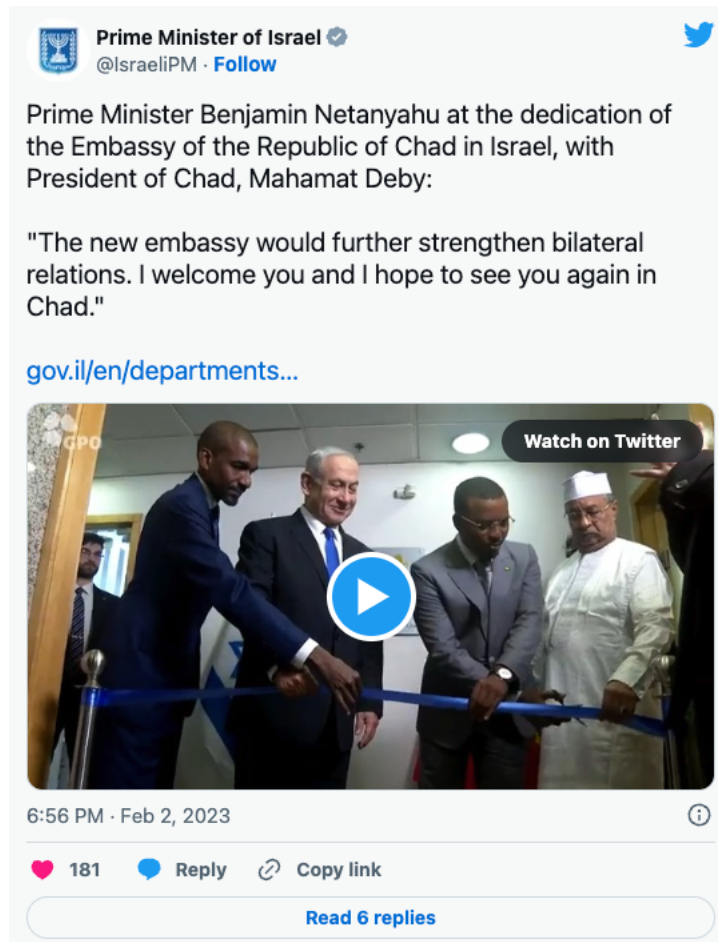 Prime Minister of Israel
@IsraeliPM · Follow
Prime Minister Benjamin Netanyahu at the dedication of
the Embassy of the Republic of Chad in Israel, with
President of Chad, Mahamat Deby:
"The new embassy would further strengthen bilateral
relations. I welcome you and I hope to see you again in
Chad."
gov.il/en/departments...
GPO
Watch on Twitter
6:56 PM · Feb 2, 2023
181 Reply Copy link
Read 6 replies